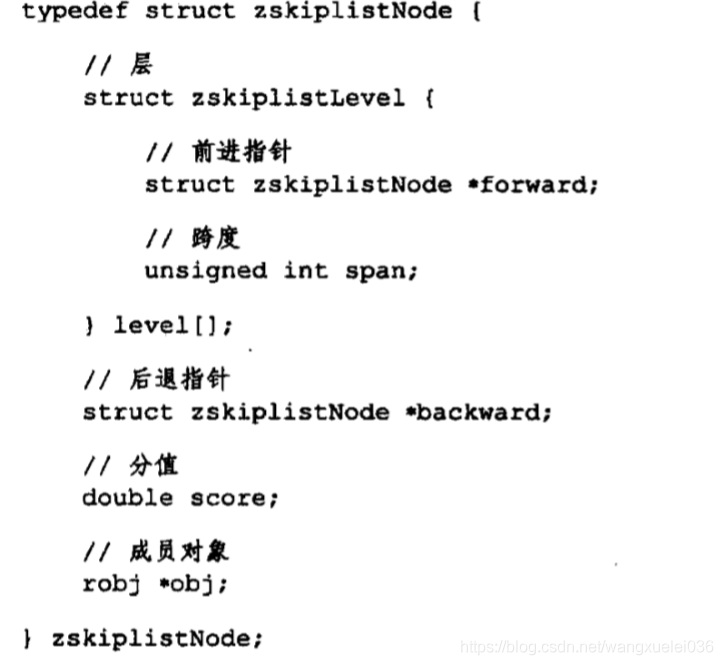 typedef struct zskiplistNode {
// 层
struct zskiplistLevel {
// 前进指针
struct zskiplistNode *forward;
// 跨度
unsigned int span;
} level[];
// 后退指针
struct zskiplistNode *backward;
// 分值
double score;
// 成员对象
robj *obj;
} zskiplistNode;
https://blog.csdn.net/wangxuelei036